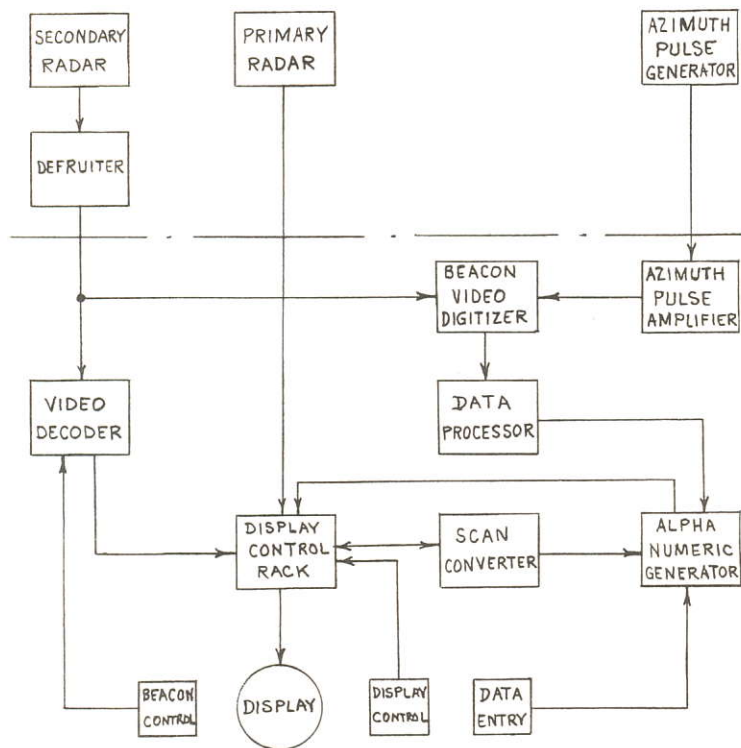 SECONDARY
RADAR
PRIMARY
RADAR
AZIMUTH
PULSE
GENERATOR
DEFRUITER
BEACON
VIDEO
DIGITIZER
AZIMUTH
PULSE
AMPLIFIER
VIDEO
DECODER
DATA
PROCESSOR
DISPLAY
CONTROL
RACK
SCAN
CONVERTER
ALPHA
NUMERIC
GENERATOR
BEACON
CONTROL
DISPLAY
DISPLAY
CONTROL
DATA
ENTRY